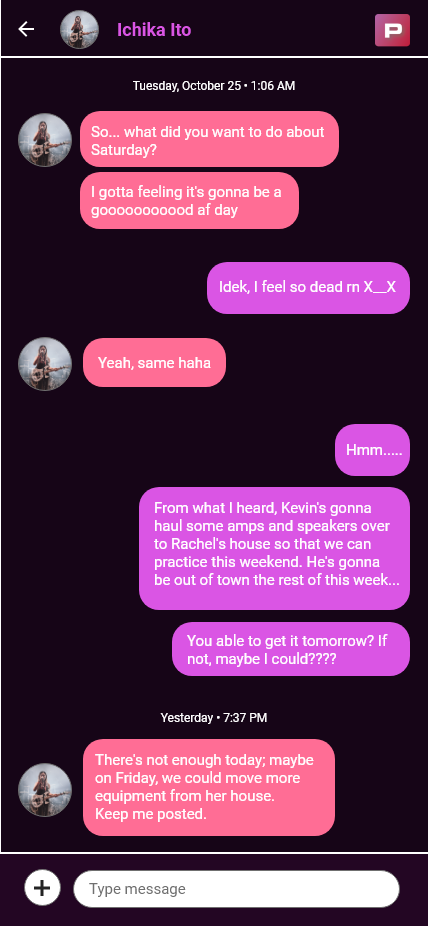 Ichika Ito
P
Tuesday, October 25 • 1:06 AM
So... what did you want to do about
Saturday?
I gotta feeling it's gonna be a
gooooooooood af day
Idek, I feel so dead rn X__X
Yeah, same haha
Hmm.....
From what I heard, Kevin's gonna
haul some amps and speakers over
to Rachel's house so that we can
practice this weekend. He's gonna
be out of town the rest of this week...
You able to get it tomorrow? If
not, maybe I could????
Yesterday • 7:37 PM
There's not enough today; maybe
on Friday, we could move more
equipment from her house.
Keep me posted.
Type message